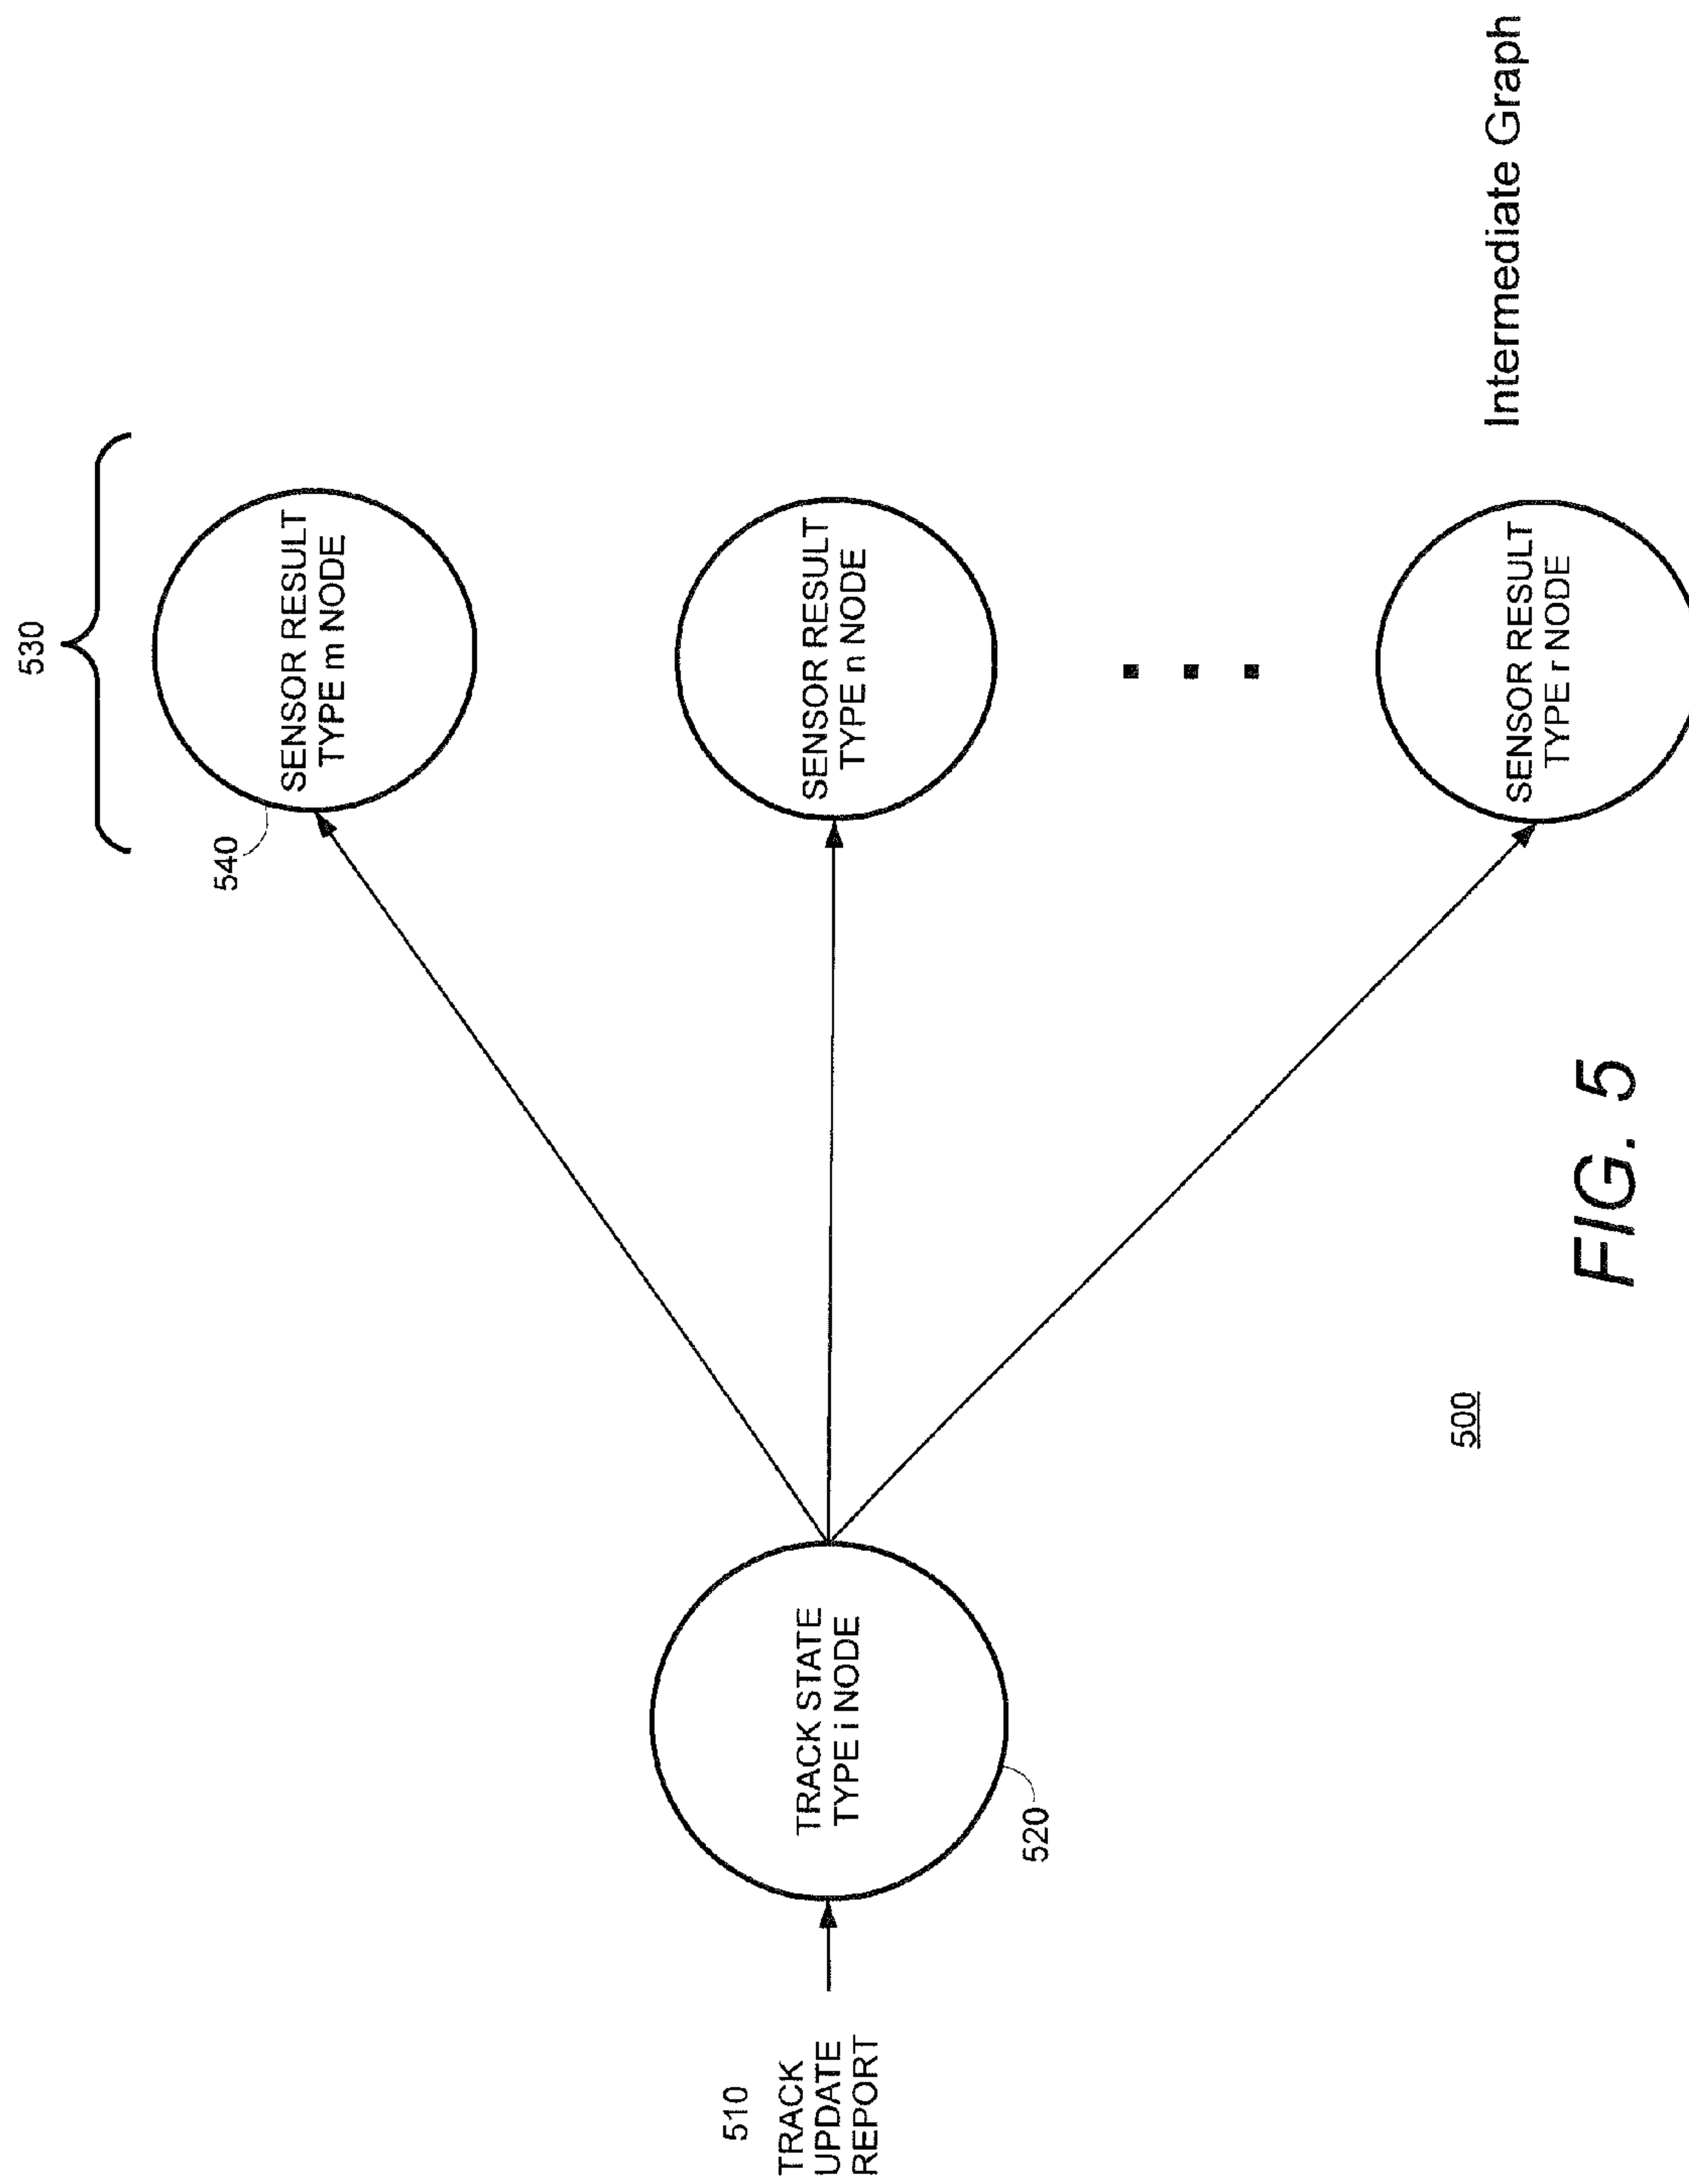 530
540
SENSOR RESULT
TYPE m NODE
510
TRACK
UPDATE
REPORT
TRACK STATE
TYPE i NODE
520
SENSOR RESULT
TYPE n NODE
SENSOR RESULT
TYPE r NODE
500
Intermediate Graph
FIG. 5